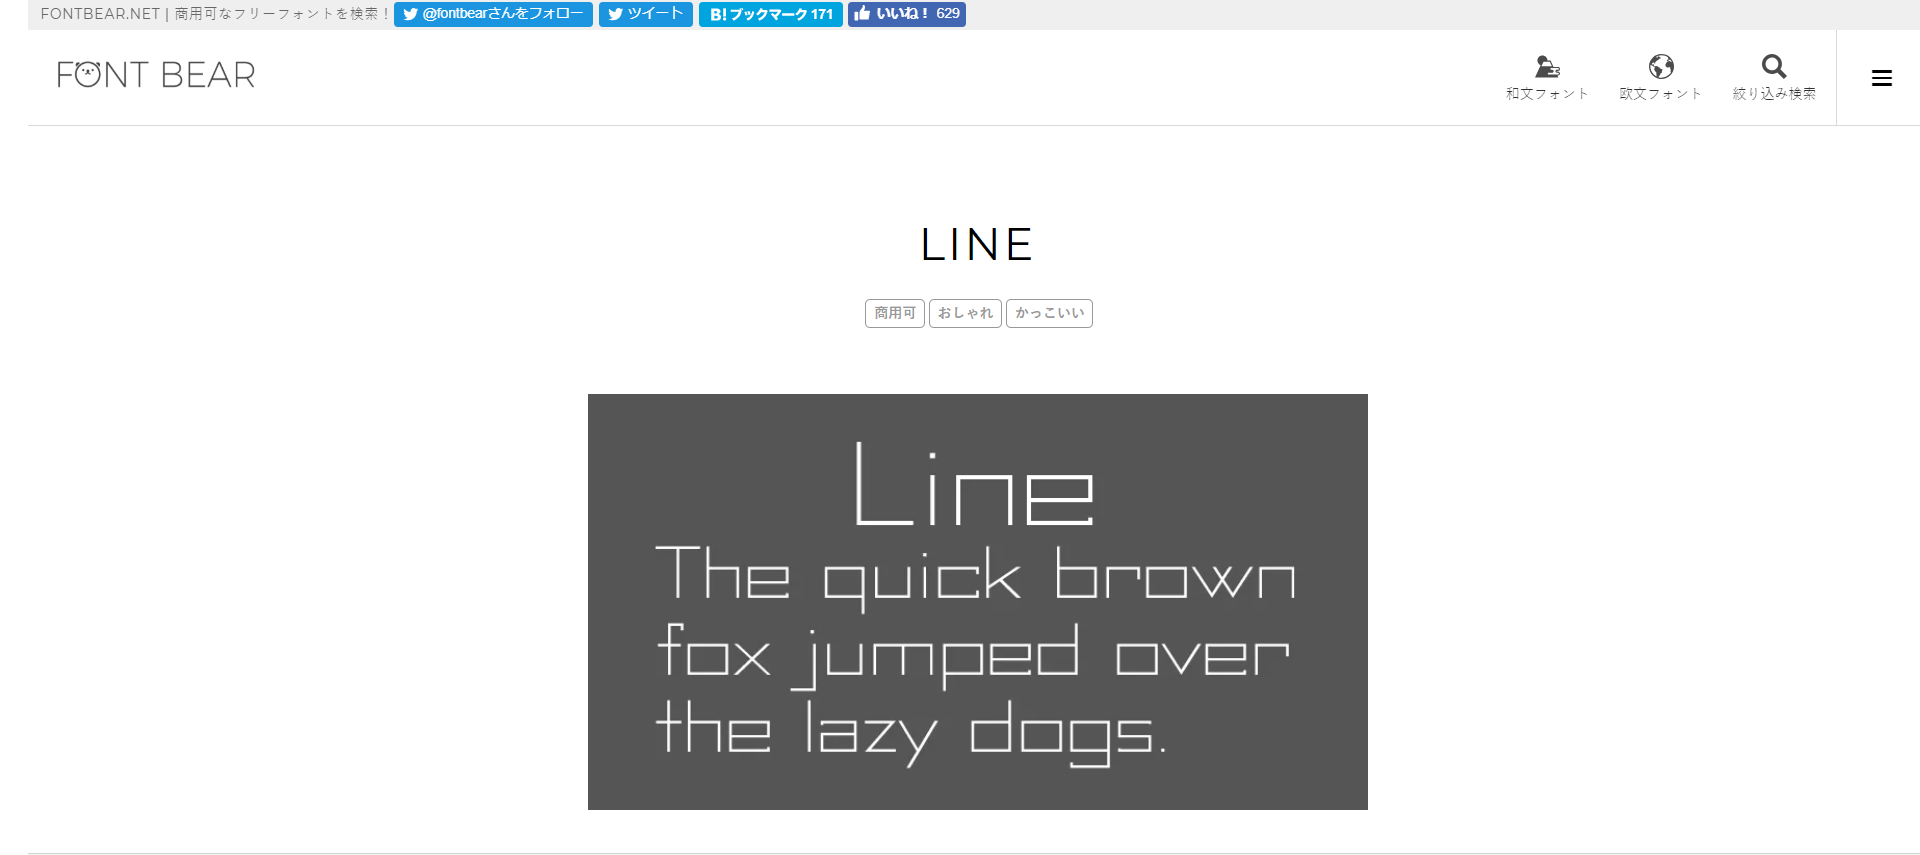 FONTBEAR.NET | 商用可なフリーフォントを検索！ @fontbearさんをフォロー ツイート B!ブックマーク 171 いいね！ 629
FONT BEAR
和文フォント 欧文フォント 絞り込み検索
LINE
商用可 おしゃれ かっこいい
Line
The quick brown
fox jumped over
the lazy dogs.